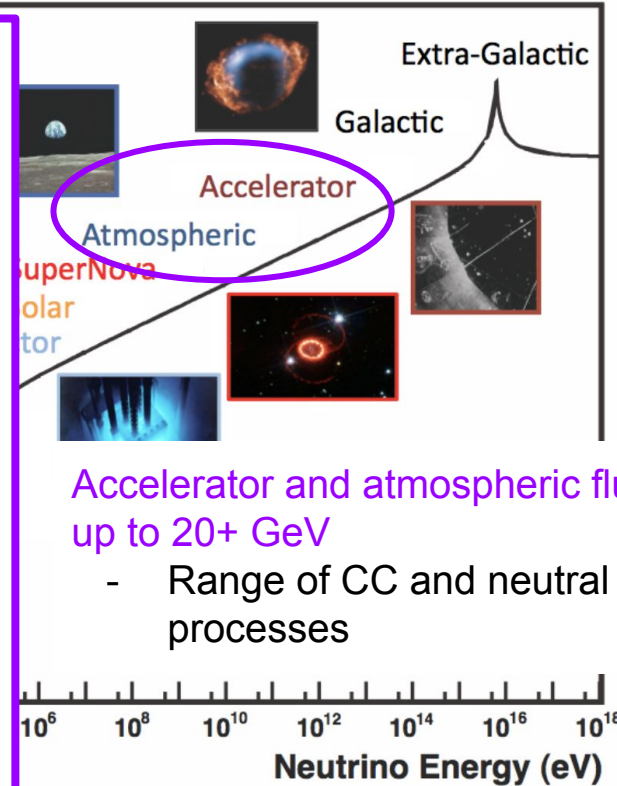 Extra-Galactic
Galactic
Accelerator
Atmospheric
SuperNova
olar
tor
Accelerator and atmospheric flu
up to 20+ GeV
- Range of CC and neutral
processes
10⁶ 10⁸ 10¹⁰ 10¹² 10¹⁴ 10¹⁶ 10¹⁸
Neutrino Energy (eV)